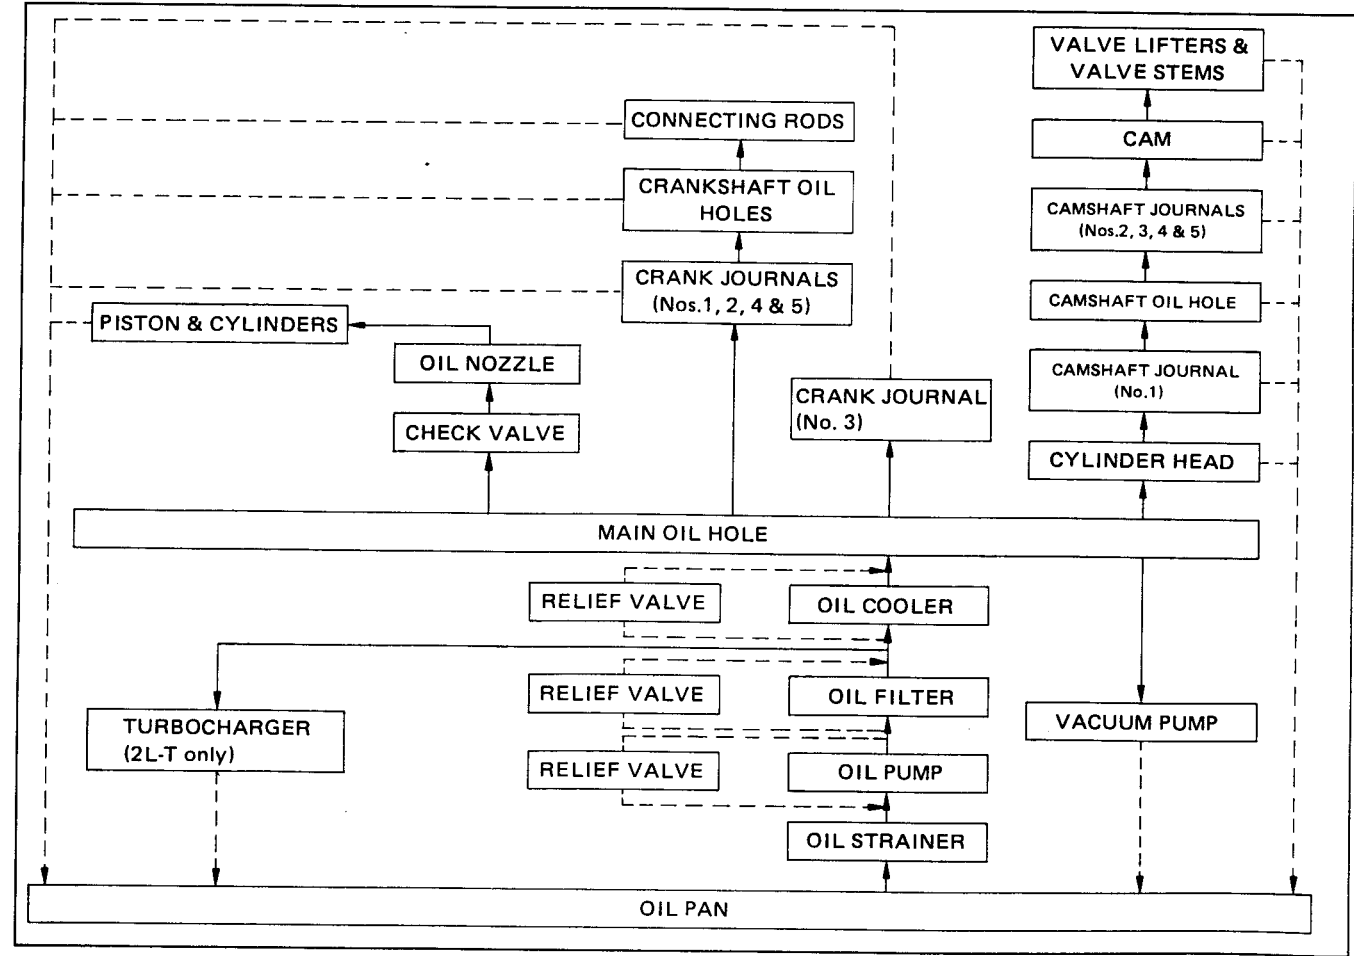 VALVE LIFTERS &
VALVE STEMS
CONNECTING RODS
CAM
CRANKSHAFT OIL
HOLES
CAMSHAFT JOURNALS
(Nos.2, 3, 4 & 5)
CRANK JOURNALS
(Nos.1, 2, 4 & 5)
CAMSHAFT OIL HOLE
PISTON & CYLINDERS
OIL NOZZLE
CAMSHAFT JOURNAL
(No.1)
CRANK JOURNAL
(No. 3)
CHECK VALVE
CYLINDER HEAD
MAIN OIL HOLE
RELIEF VALVE
OIL COOLER
RELIEF VALVE
OIL FILTER
TURBOCHARGER
(2L-T only)
VACUUM PUMP
RELIEF VALVE
OIL PUMP
OIL STRAINER
OIL PAN